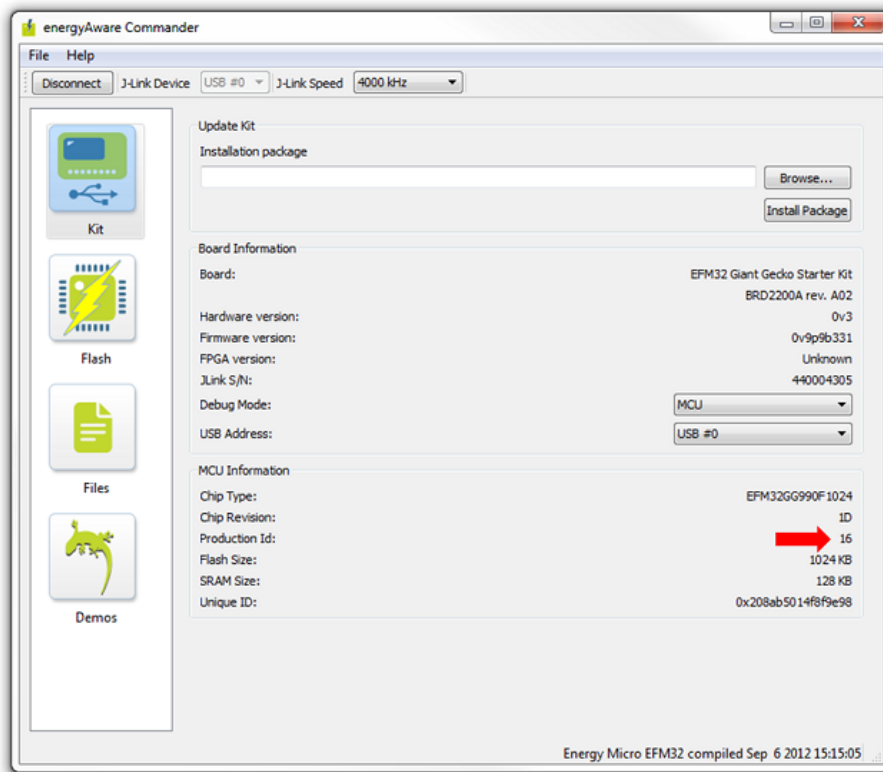 energyAware Commander
File Help
Disconnect J-Link Device USB #0 J-Link Speed 4000 kHz
Kit
Flash
Files
Demos
Update Kit
Installation package
Browse...
Install Package
Board Information
Board: EFM32 Giant Gecko Starter Kit
BRD2200A rev. A02
Hardware version: 0v3
Firmware version: 0v9p9b331
FPGA version: Unknown
JLink S/N: 440004305
Debug Mode: MCU
USB Address: USB #0
MCU Information
Chip Type: EFM32GG990F1024
Chip Revision: 1D
Production Id: 16
Flash Size: 1024 KB
SRAM Size: 128 KB
Unique ID: 0x208ab5014f8f9e98
Energy Micro EFM32 compiled Sep 6 2012 15:15:05